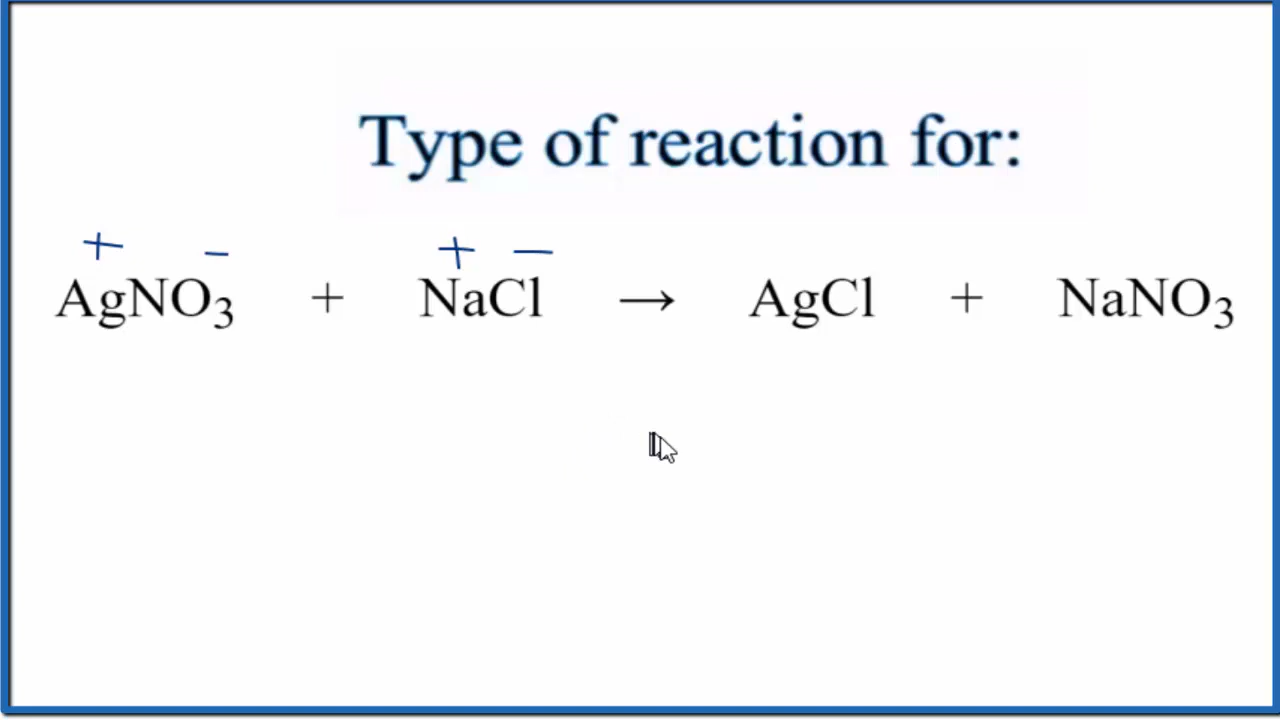 Type of reaction for:
+ − + −
AgNO₃ + NaCl → AgCl + NaNO₃